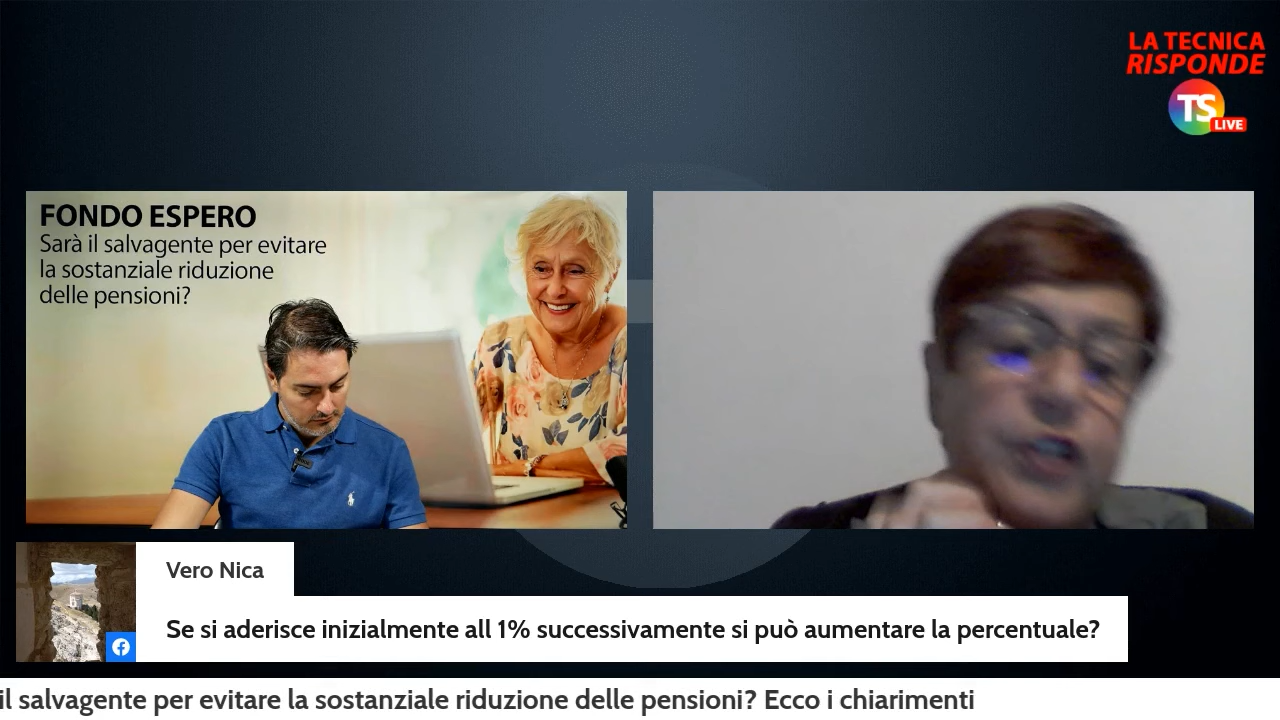 LA TECNICA
RISPONDE
TS
LIVE
FONDO ESPERO
Sarà il salvagente per evitare
la sostanziale riduzione
delle pensioni?
Vero Nica
Se si aderisce inizialmente all 1% successivamente si può aumentare la percentuale?
il salvagente per evitare la sostanziale riduzione delle pensioni? Ecco i chiarimenti